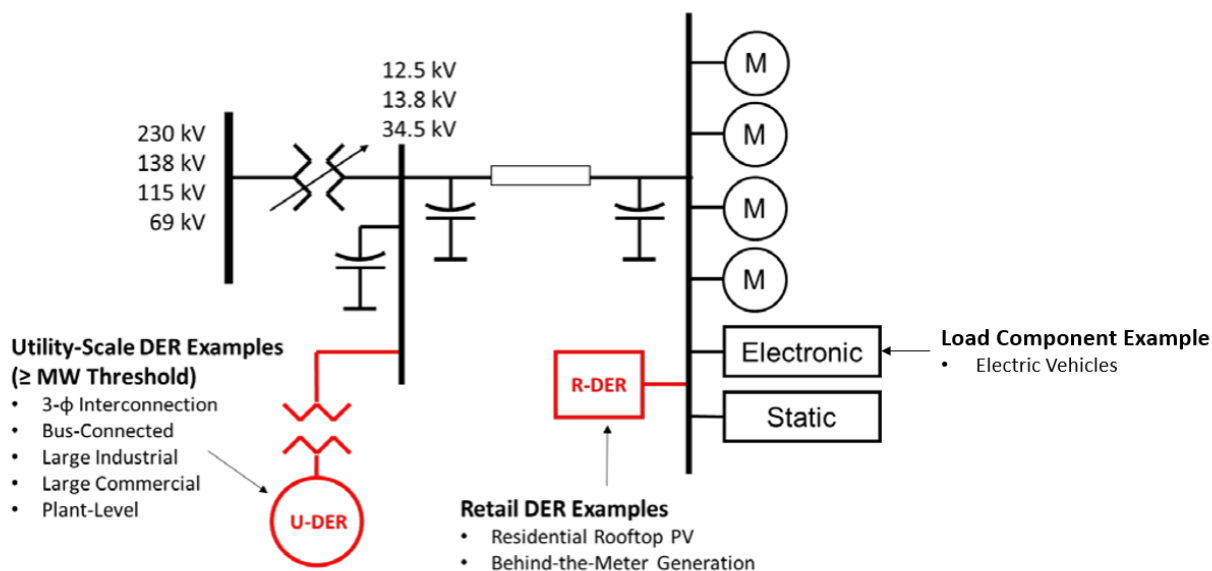 12.5 kV
13.8 kV
34.5 kV
230 kV
138 kV
115 kV
69 kV
M
M
M
M
Electronic
Static
Load Component Example
• Electric Vehicles
R-DER
Utility-Scale DER Examples
(≥ MW Threshold)
• 3-ϕ Interconnection
• Bus-Connected
• Large Industrial
• Large Commercial
• Plant-Level
U-DER
Retail DER Examples
• Residential Rooftop PV
• Behind-the-Meter Generation